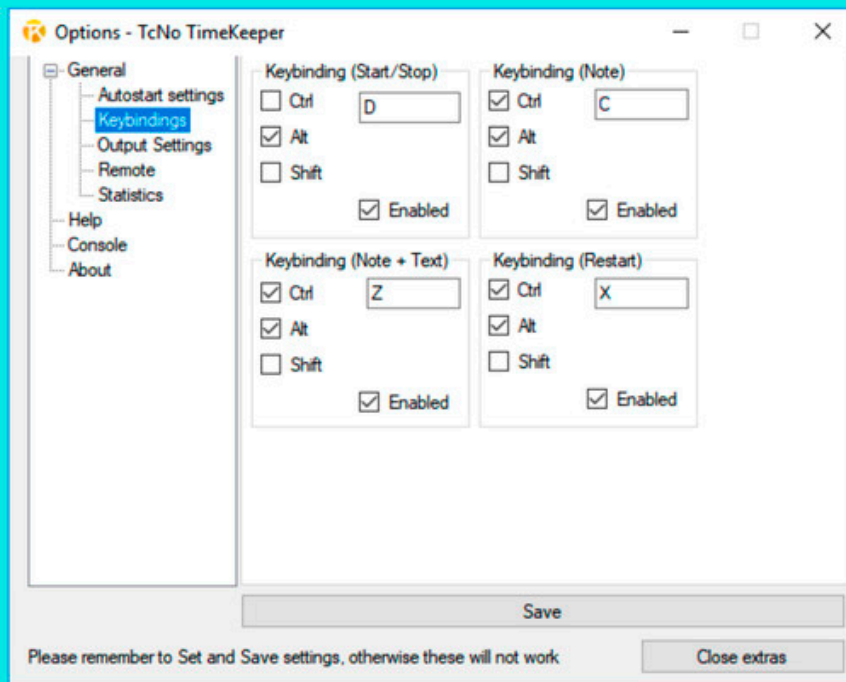 Options - TcNo TimeKeeper
General
Autostart settings
Keybindings
Output Settings
Remote
Statistics
Help
Console
About
Keybinding (Start/Stop)
Ctrl
D
Alt
Shift
Enabled
Keybinding (Note)
Ctrl
C
Alt
Shift
Enabled
Keybinding (Note + Text)
Ctrl
Z
Alt
Shift
Enabled
Keybinding (Restart)
Ctrl
X
Alt
Shift
Enabled
Save
Please remember to Set and Save settings, otherwise these will not work
Close extras